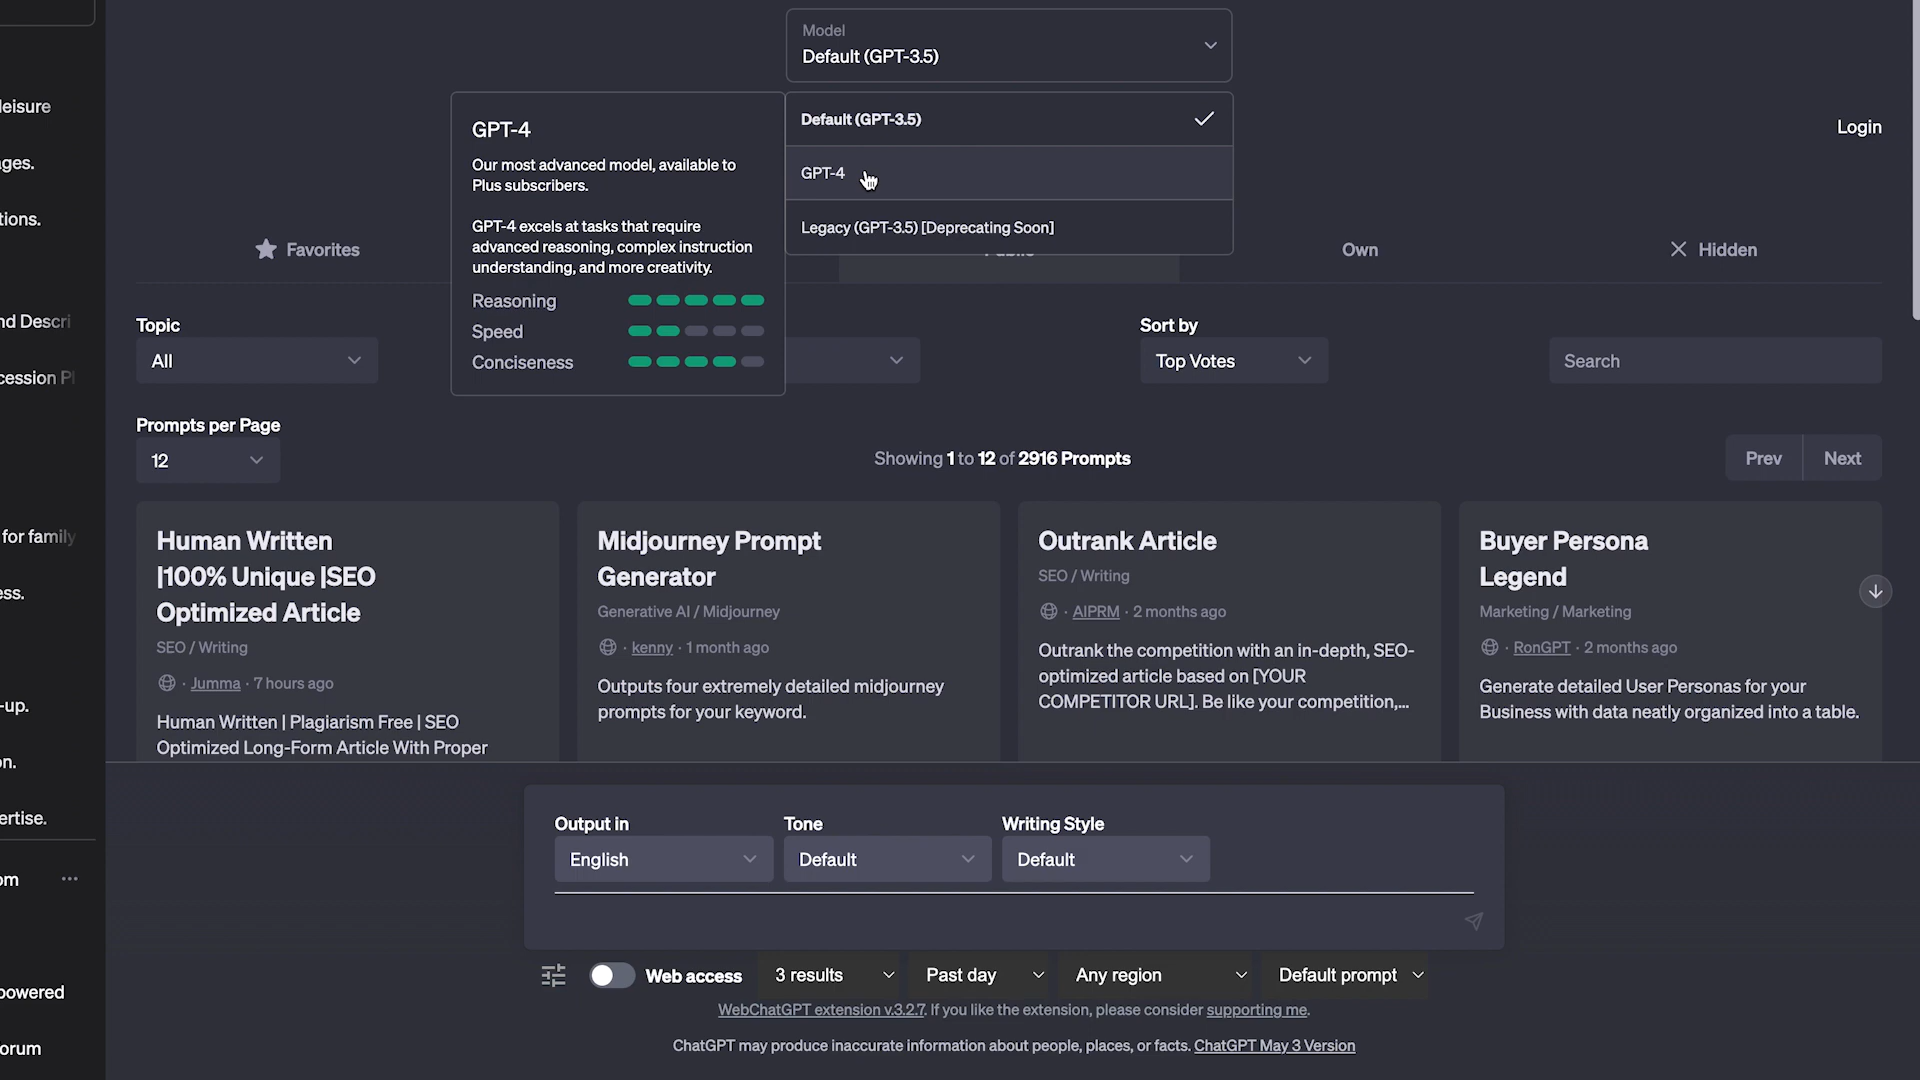 Model
Default (GPT-3.5)
Default (GPT-3.5)
GPT-4
Legacy (GPT-3.5) [Deprecating Soon]
GPT-4
Our most advanced model, available to
Plus subscribers.
GPT-4 excels at tasks that require
advanced reasoning, complex instruction
understanding, and more creativity.
Reasoning
Speed
Conciseness
Login
leisure
ges.
tions.
nd Descri
cession Pl
for family
ess.
-up.
on.
ertise.
om
powered
orum
Favorites
Public
Own
Hidden
Topic
All
Sort by
Top Votes
Search
Prompts per Page
12
Showing 1 to 12 of 2916 Prompts
Prev
Next
Human Written
|100% Unique |SEO
Optimized Article
SEO / Writing
· Jumma · 7 hours ago
Human Written | Plagiarism Free | SEO
Optimized Long-Form Article With Proper
Midjourney Prompt
Generator
Generative AI / Midjourney
· kenny · 1 month ago
Outputs four extremely detailed midjourney
prompts for your keyword.
Outrank Article
SEO / Writing
· AIPRM · 2 months ago
Outrank the competition with an in-depth, SEO-
optimized article based on [YOUR
COMPETITOR URL]. Be like your competition,...
Buyer Persona
Legend
Marketing / Marketing
· RonGPT · 2 months ago
Generate detailed User Personas for your
Business with data neatly organized into a table.
Output in
English
Tone
Default
Writing Style
Default
Web access
3 results
Past day
Any region
Default prompt
WebChatGPT extension v.3.2.7. If you like the extension, please consider supporting me.
ChatGPT may produce inaccurate information about people, places, or facts. ChatGPT May 3 Version